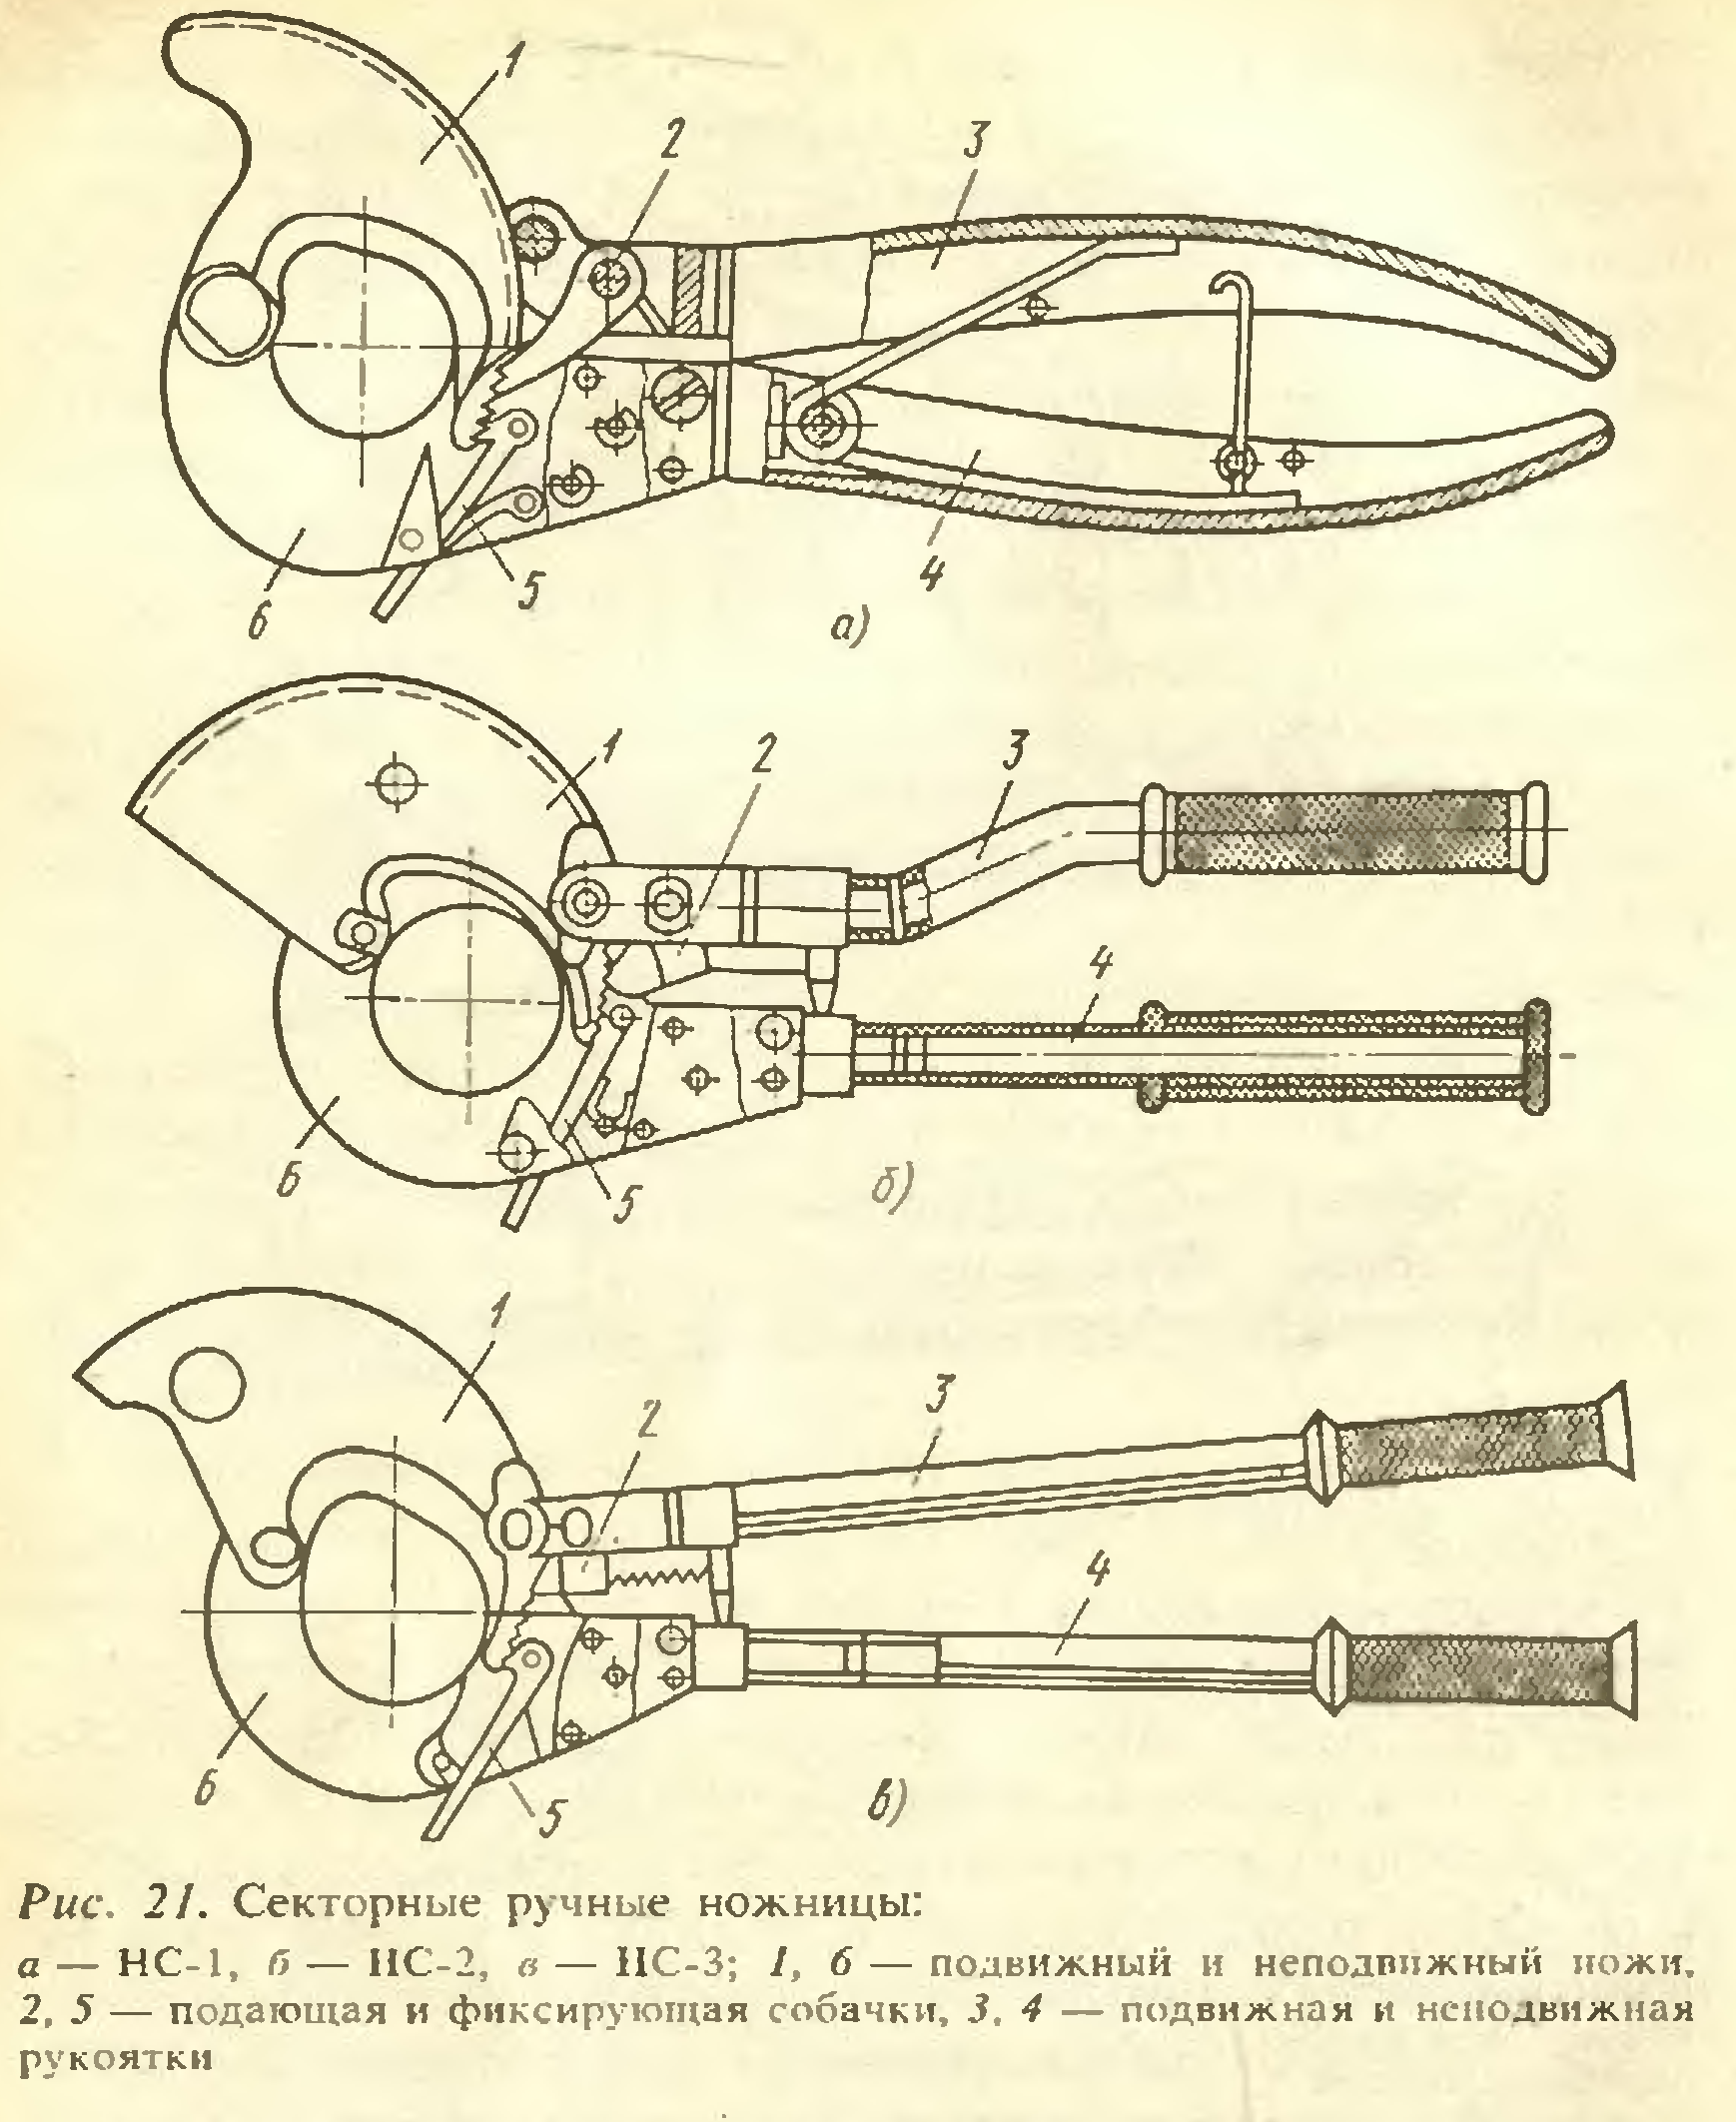 1
2
3
4
5
6
а)
1
2
3
4
5
6
б)
1
2
3
4
5
6
в)
Рис. 21. Секторные ручные ножницы:
а — НС-1, б — НС-2, в — НС-3; 1, 6 — подвижный и неподвижный ножи,
2, 5 — подающая и фиксирующая собачки, 3, 4 — подвижная и неподвижная
рукоятки